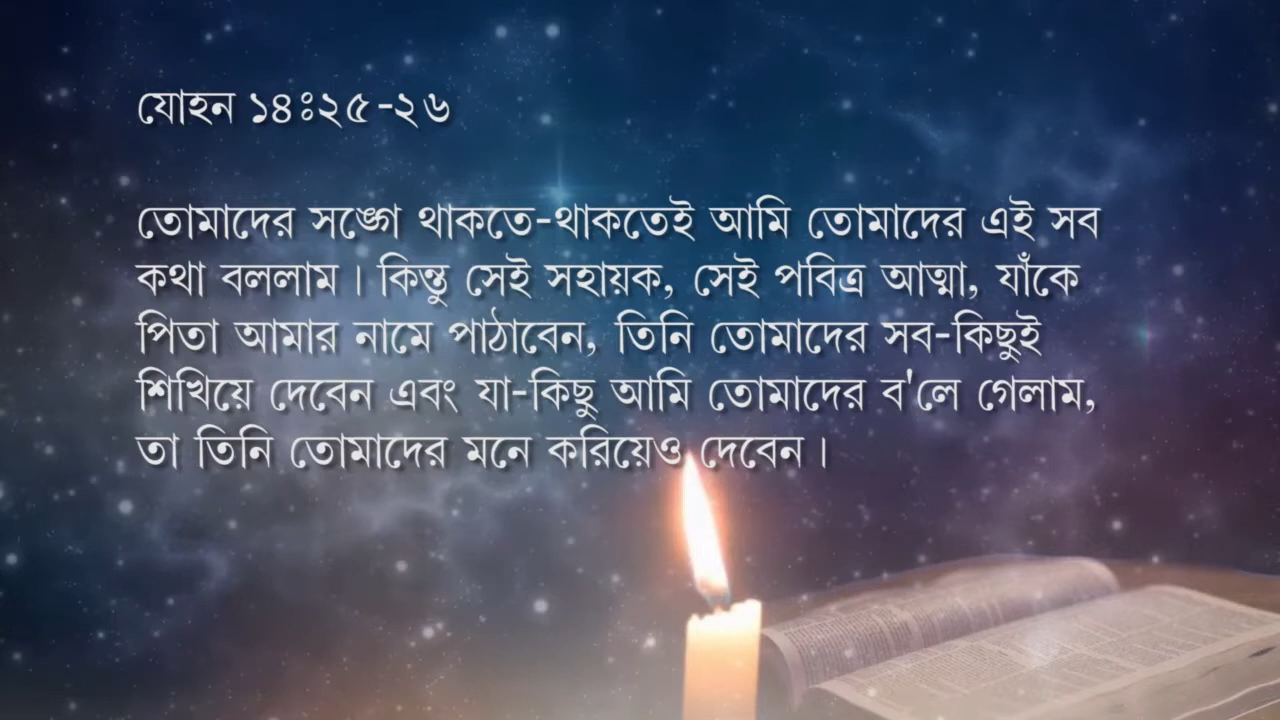 যোহন ১৪ঃ২৫-২৬
তোমাদের সঙ্গে থাকতে-থাকতেই আমি তোমাদের এই সব
কথা বললাম। কিন্তু সেই সহায়ক, সেই পবিত্র আত্মা, যাঁকে
পিতা আমার নামে পাঠাবেন, তিনি তোমাদের সব-কিছুই
শিখিয়ে দেবেন এবং যা-কিছু আমি তোমাদের ব'লে গেলাম,
তা তিনি তোমাদের মনে করিয়েও দেবেন।